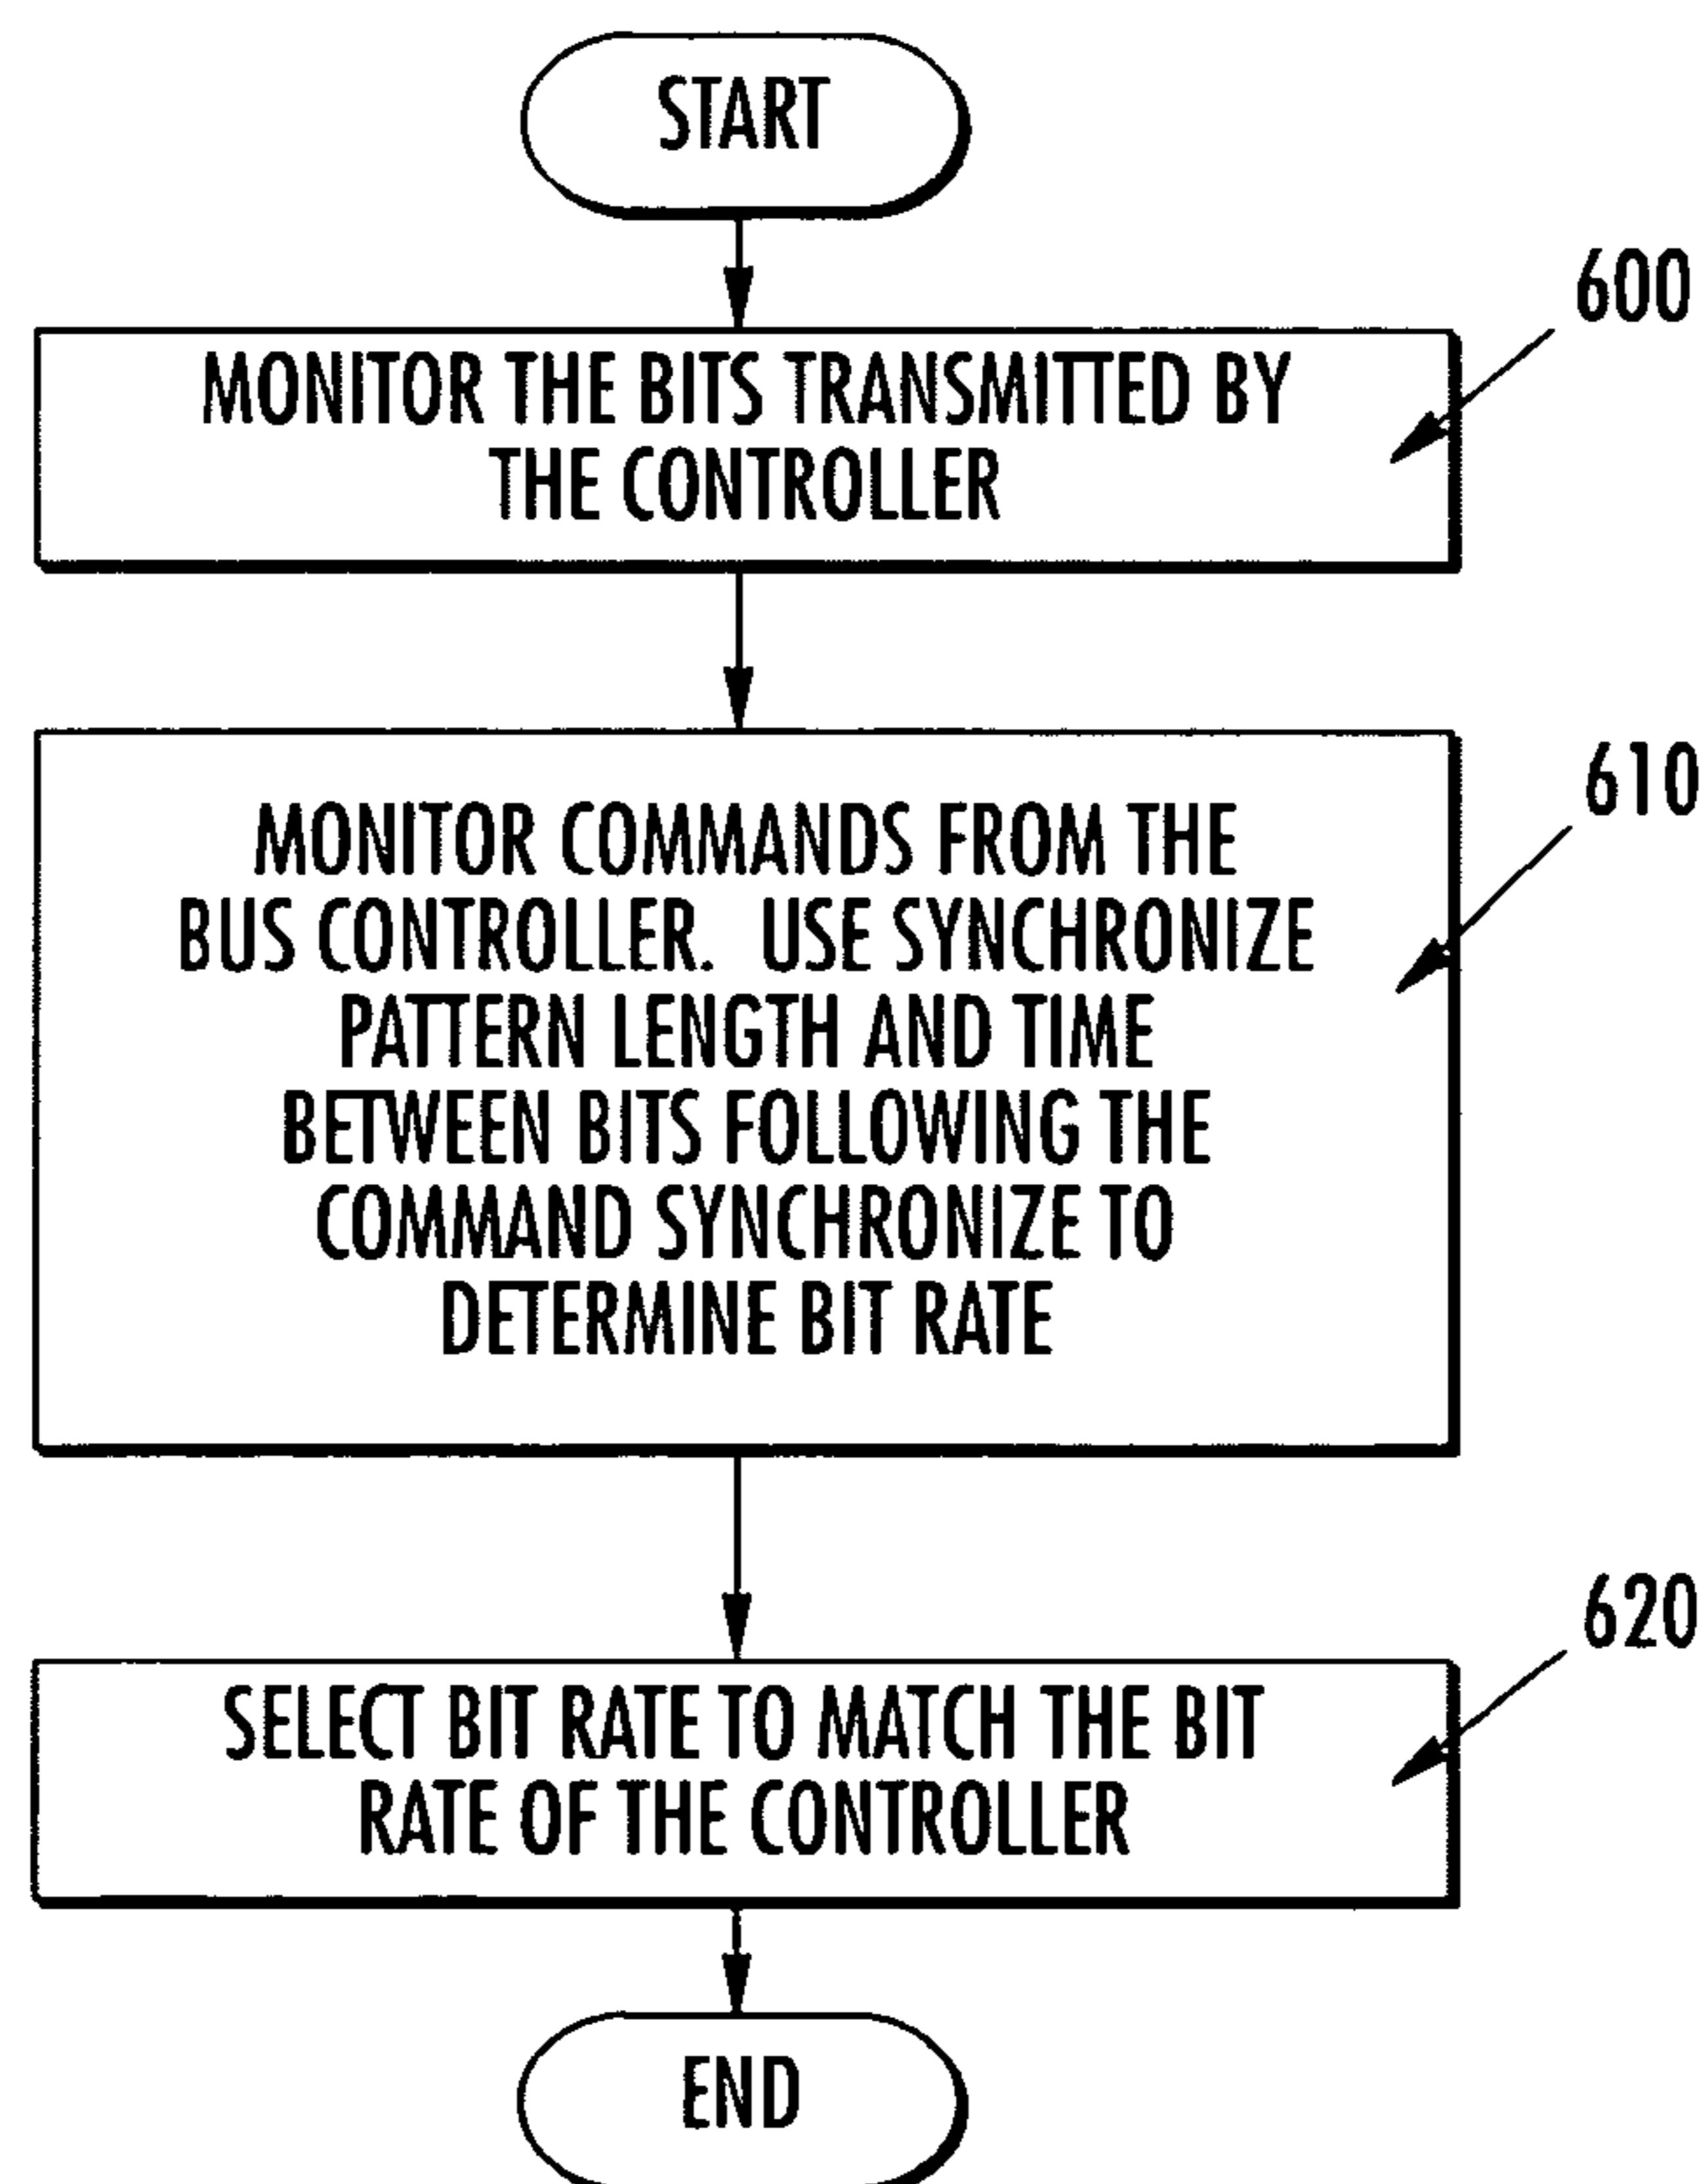 START
600
MONITOR THE BITS TRANSMITTED BY
THE CONTROLLER
610
MONITOR COMMANDS FROM THE
BUS CONTROLLER. USE SYNCHRONIZE
PATTERN LENGTH AND TIME
BETWEEN BITS FOLLOWING THE
COMMAND SYNCHRONIZE TO
DETERMINE BIT RATE
620
SELECT BIT RATE TO MATCH THE BIT
RATE OF THE CONTROLLER
END